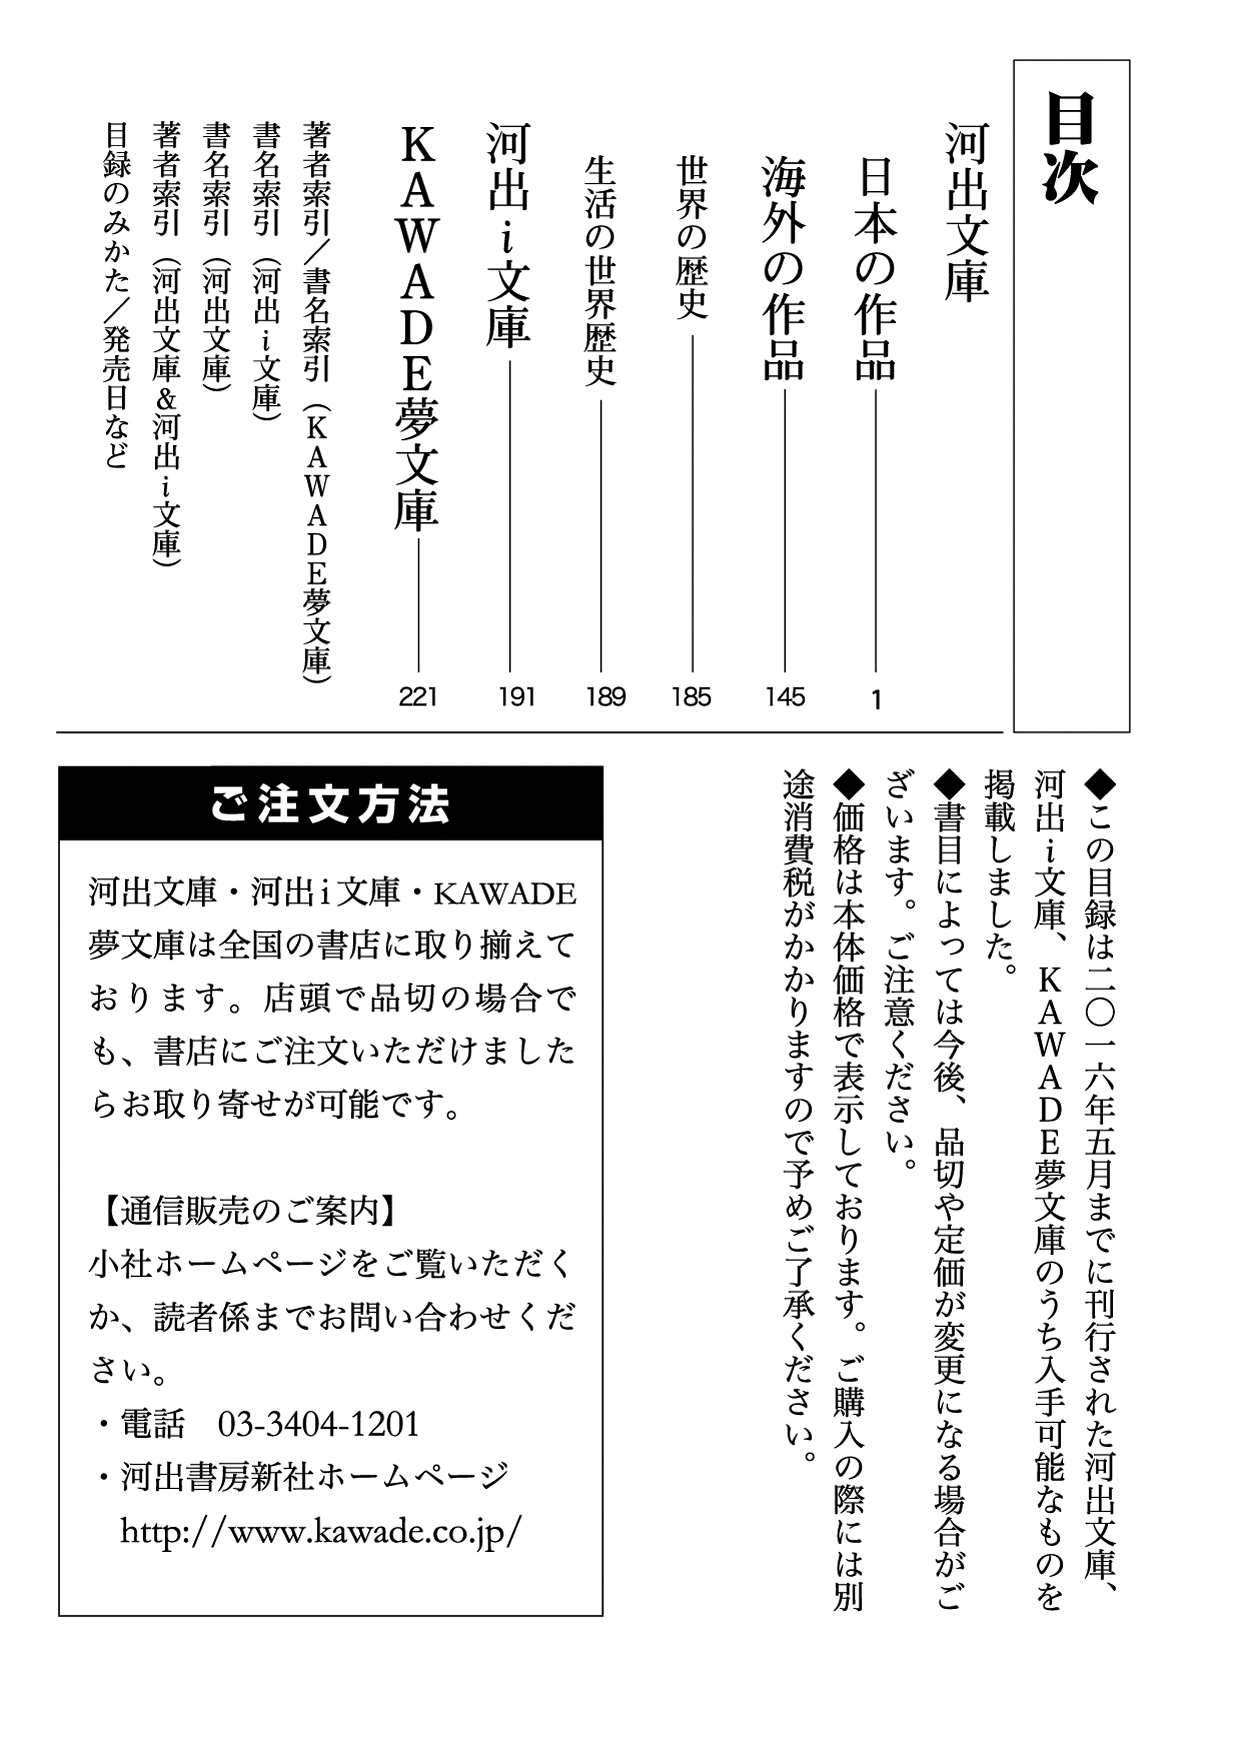 目次
河出文庫
日本の作品 1
海外の作品 145
世界の歴史 185
生活の世界歴史 189
河出i文庫 191
KAWADE夢文庫 221
著者索引／書名索引（KAWADE夢文庫）
書名索引（河出i文庫）
書名索引（河出文庫）
著者索引（河出文庫&河出i文庫）
目録のみかた／発売日など
◆この目録は二〇一六年五月までに刊行された河出文庫、
河出i文庫、KAWADE夢文庫のうち入手可能なものを
掲載しました。
◆書目によっては今後、品切や定価が変更になる場合がご
ざいます。ご注意ください。
◆価格は本体価格で表示しております。ご購入の際には別
途消費税がかかりますので予めご了承ください。
ご注文方法
河出文庫・河出i文庫・KAWADE
夢文庫は全国の書店に取り揃えて
おります。店頭で品切の場合で
も、書店にご注文いただけました
らお取り寄せが可能です。
【通信販売のご案内】
小社ホームページをご覧いただく
か、読者係までお問い合わせくだ
さい。
・電話　03-3404-1201
・河出書房新社ホームページ
http://www.kawade.co.jp/